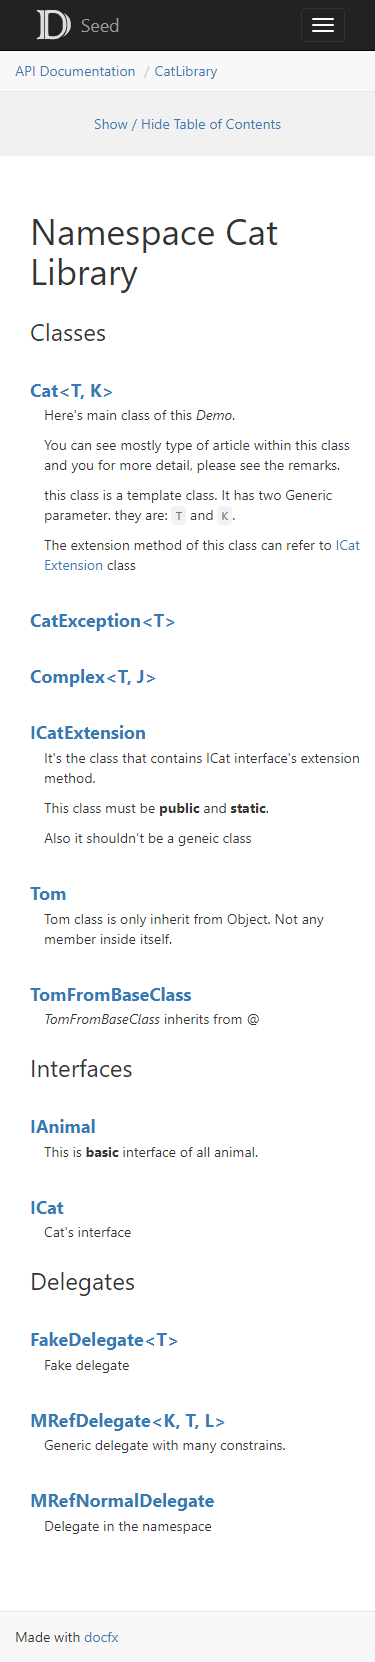 D Seed
API Documentation / CatLibrary
Show / Hide Table of Contents
Namespace Cat
Library
Classes
Cat<T, K>
Here's main class of this Demo.
You can see mostly type of article within this class
and you for more detail, please see the remarks.
this class is a template class. It has two Generic
parameter. they are: T and K.
The extension method of this class can refer to ICat
Extension class
CatException<T>
Complex<T, J>
ICatExtension
It's the class that contains ICat interface's extension
method.
This class must be public and static.
Also it shouldn't be a geneic class
Tom
Tom class is only inherit from Object. Not any
member inside itself.
TomFromBaseClass
TomFromBaseClass inherits from @
Interfaces
IAnimal
This is basic interface of all animal.
ICat
Cat's interface
Delegates
FakeDelegate<T>
Fake delegate
MRefDelegate<K, T, L>
Generic delegate with many constrains.
MRefNormalDelegate
Delegate in the namespace
Made with docfx